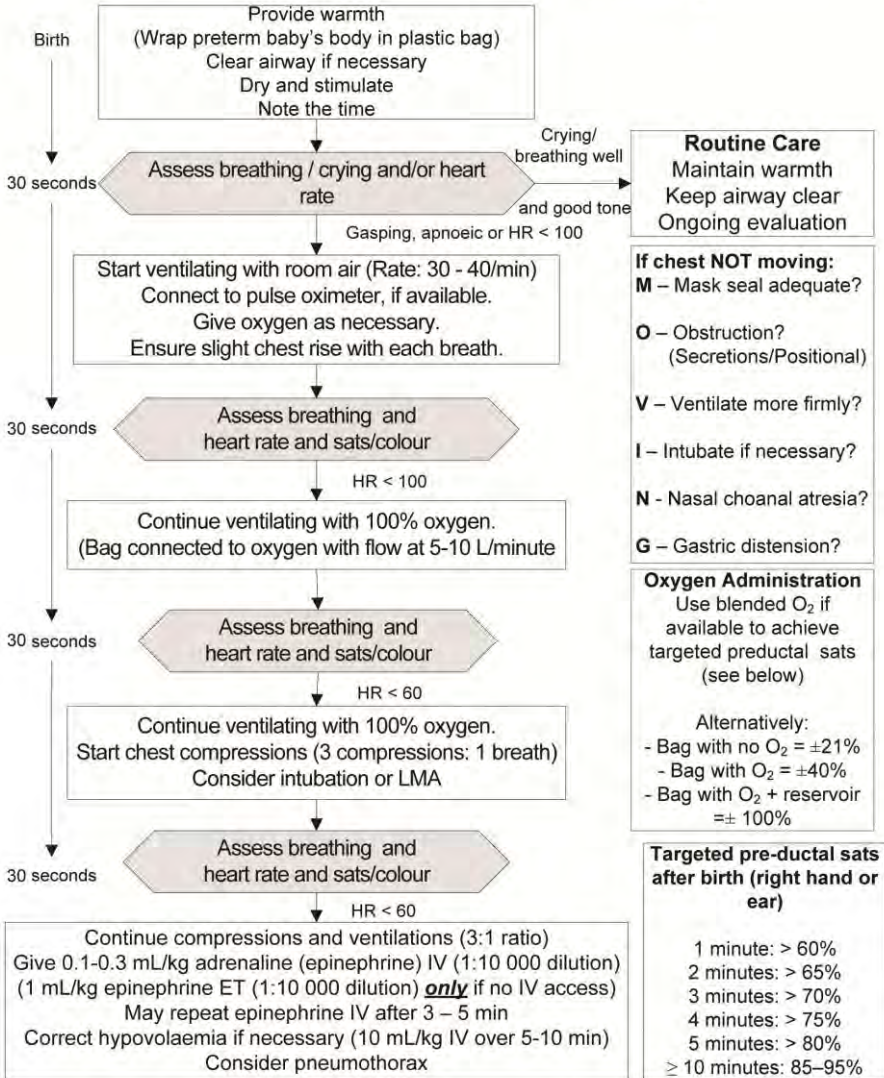 Birth
Provide warmth
(Wrap preterm baby's body in plastic bag)
Clear airway if necessary
Dry and stimulate
Note the time
30 seconds
Assess breathing / crying and/or heart
rate
Crying/
breathing well
and good tone
Routine Care
Maintain warmth
Keep airway clear
Ongoing evaluation
Gasping, apnoeic or HR < 100
Start ventilating with room air (Rate: 30 - 40/min)
Connect to pulse oximeter, if available.
Give oxygen as necessary.
Ensure slight chest rise with each breath.
30 seconds
Assess breathing and
heart rate and sats/colour
HR < 100
Continue ventilating with 100% oxygen.
(Bag connected to oxygen with flow at 5-10 L/minute
30 seconds
Assess breathing and
heart rate and sats/colour
HR < 60
Continue ventilating with 100% oxygen.
Start chest compressions (3 compressions: 1 breath)
Consider intubation or LMA
30 seconds
Assess breathing and
heart rate and sats/colour
HR < 60
Continue compressions and ventilations (3:1 ratio)
Give 0.1-0.3 mL/kg adrenaline (epinephrine) IV (1:10 000 dilution)
(1 mL/kg epinephrine ET (1:10 000 dilution) only if no IV access)
May repeat epinephrine IV after 3 – 5 min
Correct hypovolaemia if necessary (10 mL/kg IV over 5-10 min)
Consider pneumothorax
If chest NOT moving:
M – Mask seal adequate?
O – Obstruction?
(Secretions/Positional)
V – Ventilate more firmly?
I – Intubate if necessary?
N - Nasal choanal atresia?
G – Gastric distension?
Oxygen Administration
Use blended O₂ if
available to achieve
targeted preductal sats
(see below)
Alternatively:
- Bag with no O₂ = ±21%
- Bag with O₂ = ±40%
- Bag with O₂ + reservoir
=± 100%
Targeted pre-ductal sats
after birth (right hand or
ear)
1 minute: > 60%
2 minutes: > 65%
3 minutes: > 70%
4 minutes: > 75%
5 minutes: > 80%
≥ 10 minutes: 85–95%